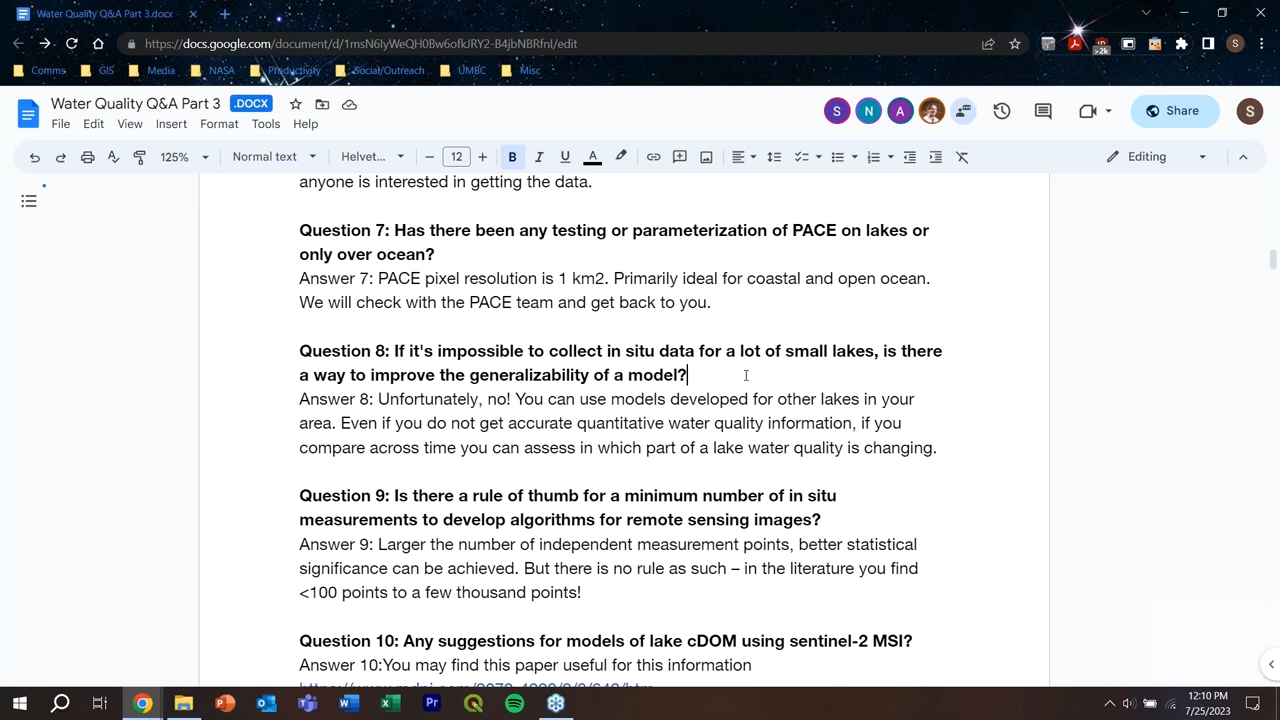 Water Quality Q&A Part 3.docx
https://docs.google.com/document/d/1msN6lyWeQH0Bw6ofkJRY2-B4jbNBRfnI/edit
>2k
S
Comms GIS Media NASA Productivity Social/Outreach UMBC Misc
Water Quality Q&A Part 3 .DOCX
S N A Share S
File Edit View Insert Format Tools Help
125% Normal text Helvet... 12 B I U A Editing
anyone is interested in getting the data.
Question 7: Has there been any testing or parameterization of PACE on lakes or
only over ocean?
Answer 7: PACE pixel resolution is 1 km2. Primarily ideal for coastal and open ocean.
We will check with the PACE team and get back to you.
Question 8: If it's impossible to collect in situ data for a lot of small lakes, is there
a way to improve the generalizability of a model?
Answer 8: Unfortunately, no! You can use models developed for other lakes in your
area. Even if you do not get accurate quantitative water quality information, if you
compare across time you can assess in which part of a lake water quality is changing.
Question 9: Is there a rule of thumb for a minimum number of in situ
measurements to develop algorithms for remote sensing images?
Answer 9: Larger the number of independent measurement points, better statistical
significance can be achieved. But there is no rule as such – in the literature you find
<100 points to a few thousand points!
Question 10: Any suggestions for models of lake cDOM using sentinel-2 MSI?
Answer 10:You may find this paper useful for this information
12:10 PM
7/25/2023